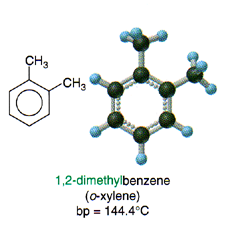 CH₃
CH₃
1,2-dimethylbenzene
(o-xylene)
bp = 144.4°C